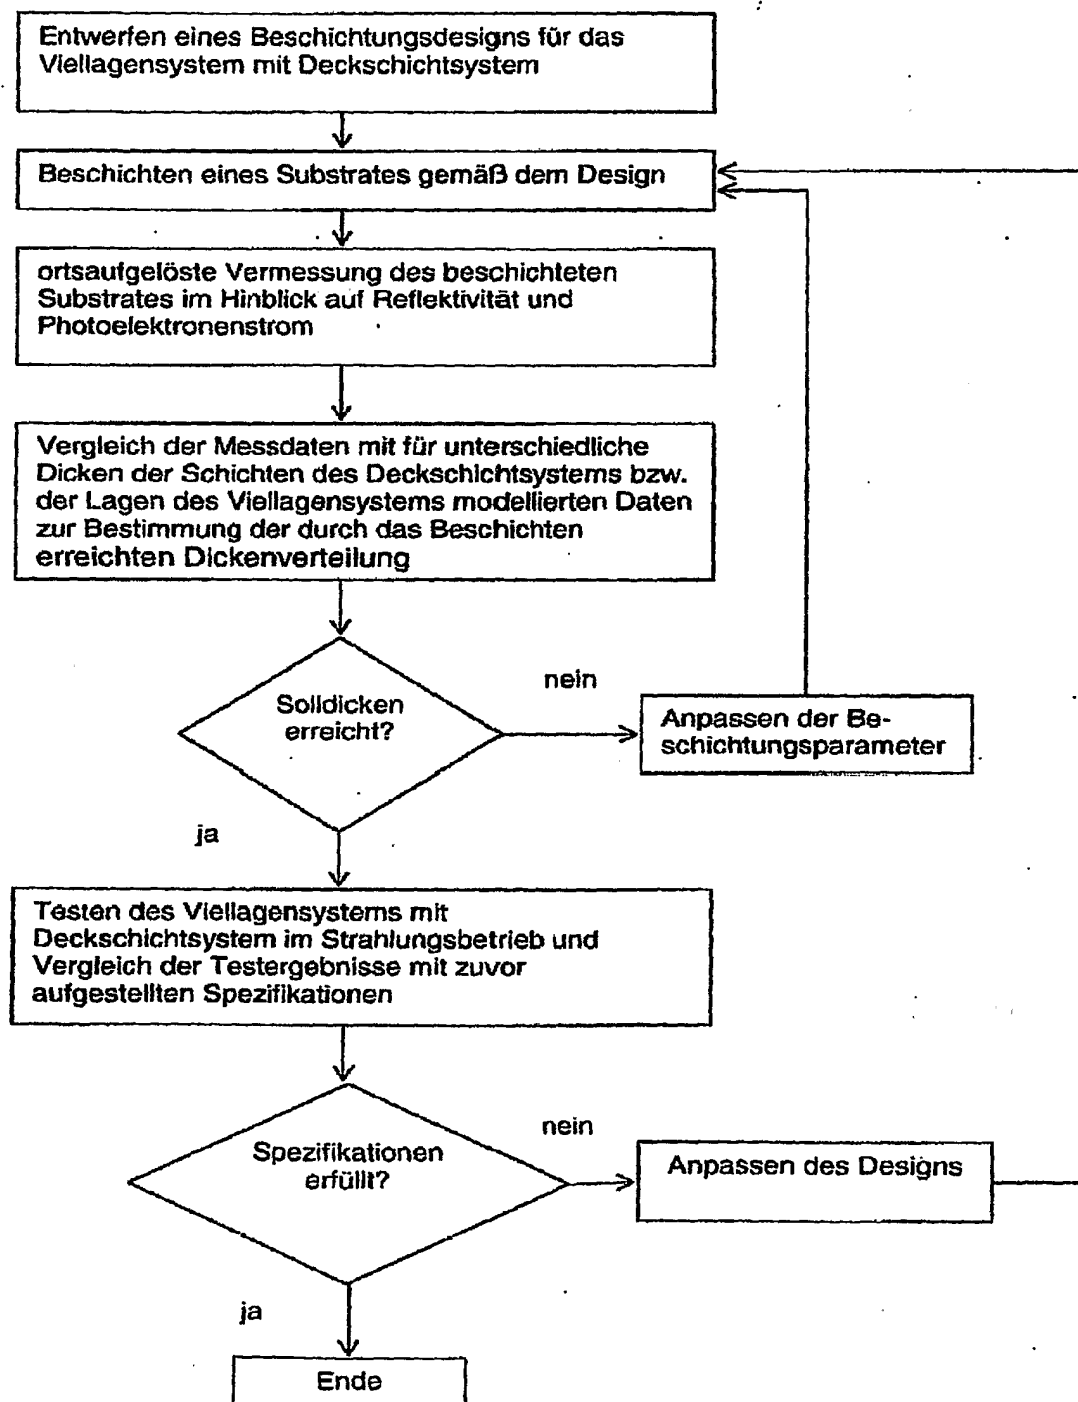 Entwerfen eines Beschichtungsdesigns für das
Viellagensystem mit Deckschichtsystem
Beschichten eines Substrates gemäß dem Design
ortsaufgelöste Vermessung des beschichteten
Substrates im Hinblick auf Reflektivität und
Photoelektronenstrom
Vergleich der Messdaten mit für unterschiedliche
Dicken der Schichten des Deckschichtsystems bzw.
der Lagen des Viellagensystems modellierten Daten
zur Bestimmung der durch das Beschichten
erreichten Dickenverteilung
Solldicken
erreicht?
nein
Anpassen der Be-
schichtungsparameter
ja
Testen des Viellagensystems mit
Deckschichtsystem im Strahlungsbetrieb und
Vergleich der Testergebnisse mit zuvor
aufgestellten Spezifikationen
Spezifikationen
erfüllt?
nein
Anpassen des Designs
ja
Ende